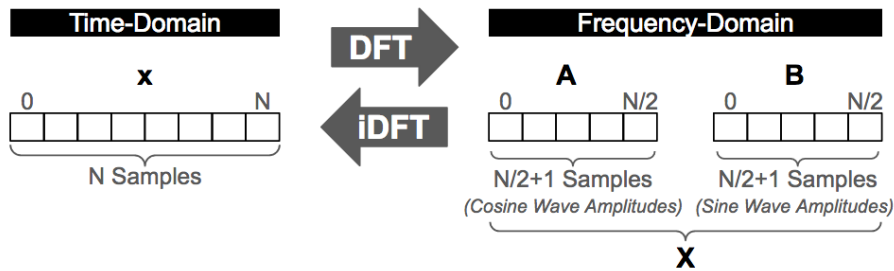 Time-Domain
x
0 N
N Samples
DFT
iDFT
Frequency-Domain
A B
0 N/2 0 N/2
N/2+1 Samples N/2+1 Samples
(Cosine Wave Amplitudes) (Sine Wave Amplitudes)
X